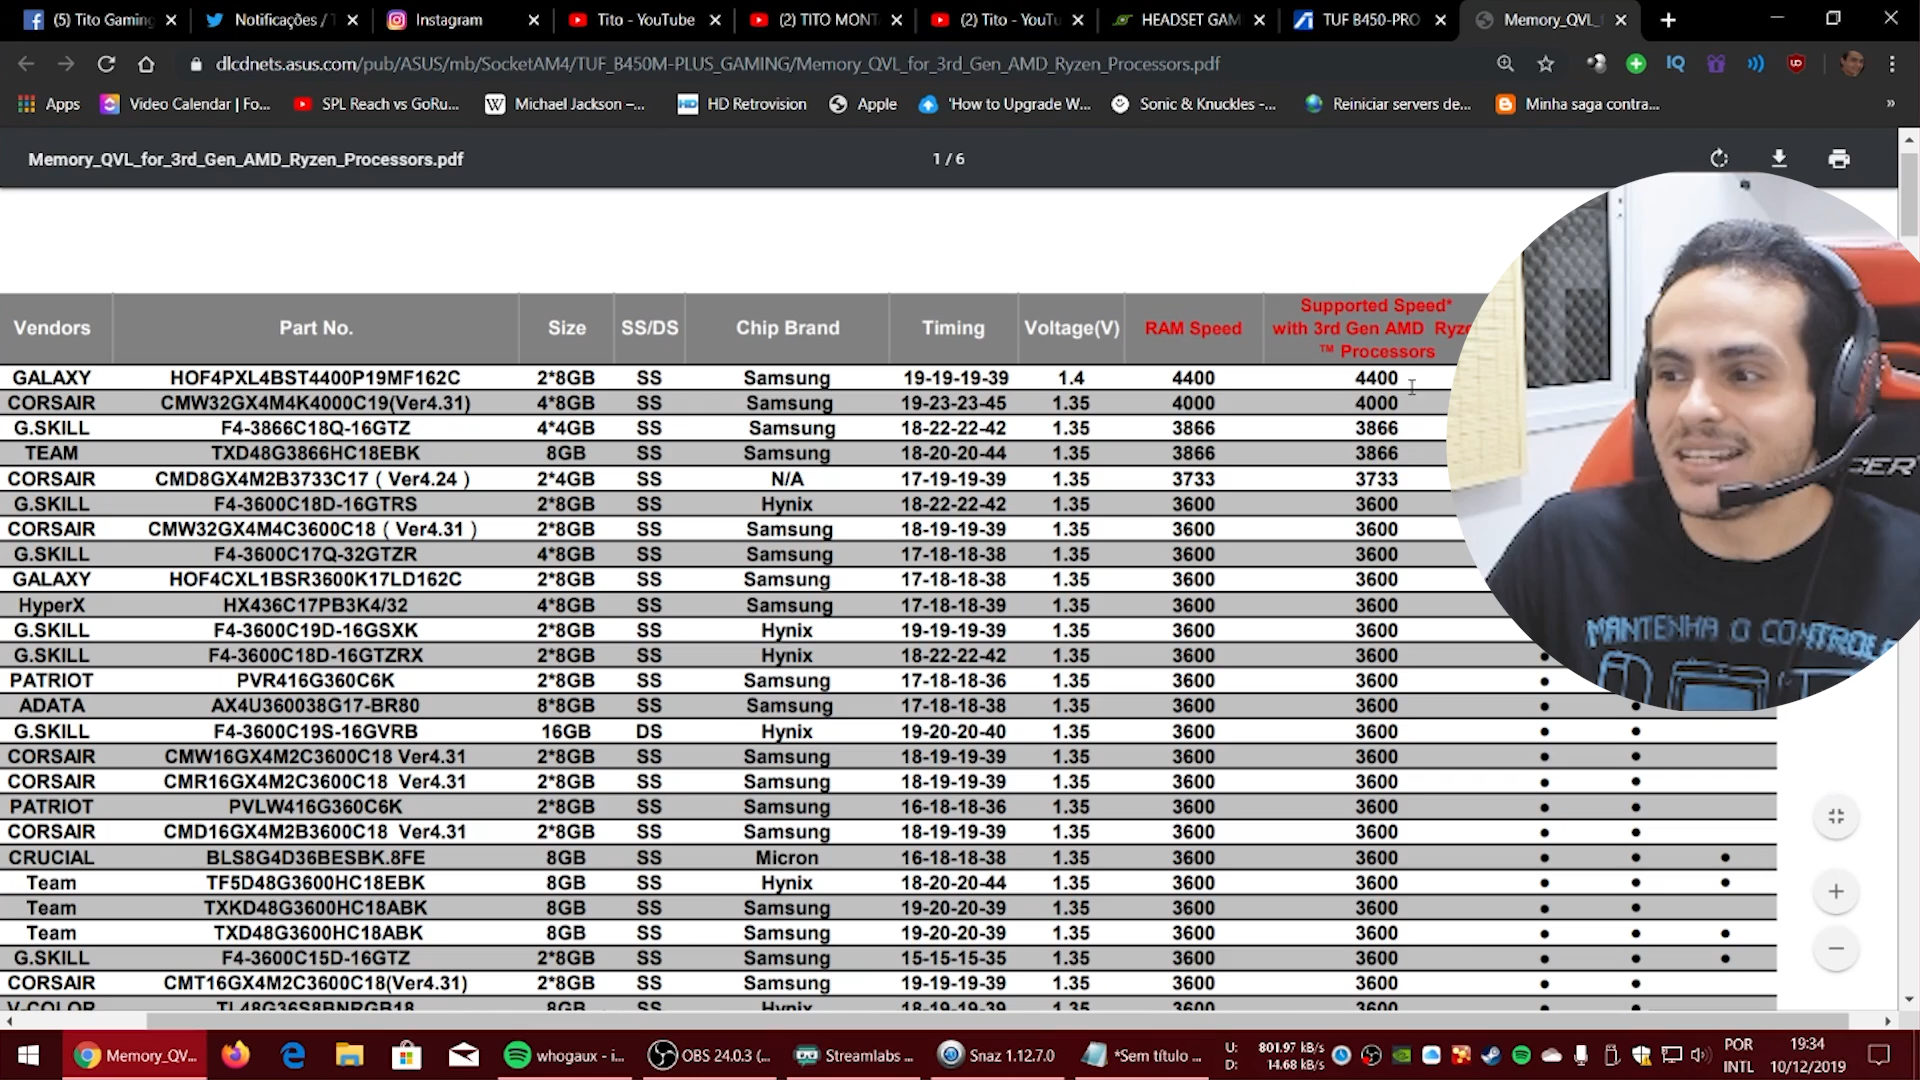 (5) Tito Gaming
Notificações / T
Instagram
Tito - YouTube
(2) TITO MONT
(2) Tito - YouTu
HEADSET GAM
TUF B450-PRO
Memory_QVL_
dlcdnets.asus.com/pub/ASUS/mb/SocketAM4/TUF_B450M-PLUS_GAMING/Memory_QVL_for_3rd_Gen_AMD_Ryzen_Processors.pdf
IQ
Apps
Video Calendar | Fo...
SPL Reach vs GoRu...
W
Michael Jackson –...
HD
HD Retrovision
Apple
'How to Upgrade W...
Sonic & Knuckles -...
Reiniciar servers de...
Minha saga contra...
»
Memory_QVL_for_3rd_Gen_AMD_Ryzen_Processors.pdf
1 / 6
Vendors Part No. Size SS/DS Chip Brand Timing Voltage(V) RAM Speed Supported Speed*
with 3rd Gen AMD Ryze
™ Processors
GALAXY HOF4PXL4BST4400P19MF162C 2*8GB SS Samsung 19-19-19-39 1.4 4400 4400
CORSAIR CMW32GX4M4K4000C19(Ver4.31) 4*8GB SS Samsung 19-23-23-45 1.35 4000 4000
G.SKILL F4-3866C18Q-16GTZ 4*4GB SS Samsung 18-22-22-42 1.35 3866 3866
TEAM TXD48G3866HC18EBK 8GB SS Samsung 18-20-20-44 1.35 3866 3866
CORSAIR CMD8GX4M2B3733C17 ( Ver4.24 ) 2*4GB SS N/A 17-19-19-39 1.35 3733 3733
G.SKILL F4-3600C18D-16GTRS 2*8GB SS Hynix 18-22-22-42 1.35 3600 3600
CORSAIR CMW32GX4M4C3600C18 ( Ver4.31 ) 2*8GB SS Samsung 18-19-19-39 1.35 3600 3600
G.SKILL F4-3600C17Q-32GTZR 4*8GB SS Samsung 17-18-18-38 1.35 3600 3600
GALAXY HOF4CXL1BSR3600K17LD162C 2*8GB SS Samsung 17-18-18-38 1.35 3600 3600
HyperX HX436C17PB3K4/32 4*8GB SS Samsung 17-18-18-39 1.35 3600 3600
G.SKILL F4-3600C19D-16GSXK 2*8GB SS Hynix 19-19-19-39 1.35 3600 3600
G.SKILL F4-3600C18D-16GTZRX 2*8GB SS Hynix 18-22-22-42 1.35 3600 3600 •
PATRIOT PVR416G360C6K 2*8GB SS Samsung 17-18-18-36 1.35 3600 3600 •
ADATA AX4U360038G17-BR80 8*8GB SS Samsung 17-18-18-38 1.35 3600 3600 • •
G.SKILL F4-3600C19S-16GVRB 16GB DS Hynix 19-20-20-40 1.35 3600 3600 • •
CORSAIR CMW16GX4M2C3600C18 Ver4.31 2*8GB SS Samsung 18-19-19-39 1.35 3600 3600 • •
CORSAIR CMR16GX4M2C3600C18 Ver4.31 2*8GB SS Samsung 18-19-19-39 1.35 3600 3600 • •
PATRIOT PVLW416G360C6K 2*8GB SS Samsung 16-18-18-36 1.35 3600 3600 • •
CORSAIR CMD16GX4M2B3600C18 Ver4.31 2*8GB SS Samsung 18-19-19-39 1.35 3600 3600 • •
CRUCIAL BLS8G4D36BESBK.8FE 8GB SS Micron 16-18-18-38 1.35 3600 3600 • • •
Team TF5D48G3600HC18EBK 8GB SS Hynix 18-20-20-44 1.35 3600 3600 • • •
Team TXKD48G3600HC18ABK 8GB SS Samsung 19-20-20-39 1.35 3600 3600 • •
Team TXD48G3600HC18ABK 8GB SS Samsung 19-20-20-39 1.35 3600 3600 • • •
G.SKILL F4-3600C15D-16GTZ 2*8GB SS Samsung 15-15-15-35 1.35 3600 3600 • • •
CORSAIR CMT16GX4M2C3600C18(Ver4.31) 2*8GB SS Samsung 18-19-19-39 1.35 3600 3600 • •
V-COLOR TL48G36S8BNRGB18 8GB SS Hynix 18-19-19-39 1.35 3600 3600 • •
MANTENHA O CONTROLE
Memory_QV...
whogaux - i...
OBS 24.0.3 (...
Streamlabs ...
Snaz 1.12.7.0
*Sem título ...
U: 801.97 kB/s
D: 14.68 kB/s
POR
INTL
19:34
10/12/2019